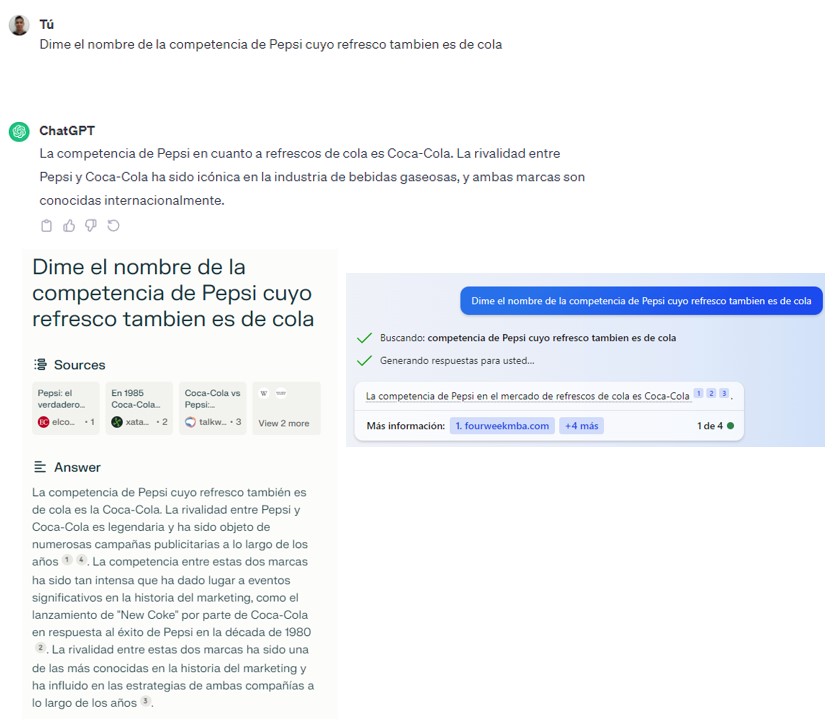 Tú
Dime el nombre de la competencia de Pepsi cuyo refresco tambien es de cola
ChatGPT
La competencia de Pepsi en cuanto a refrescos de cola es Coca-Cola. La rivalidad entre
Pepsi y Coca-Cola ha sido icónica en la industria de bebidas gaseosas, y ambas marcas son
conocidas internacionalmente.
Dime el nombre de la
competencia de Pepsi cuyo
refresco tambien es de cola
Sources
Pepsi: el
verdadero...
elco... · 1
En 1985
Coca-Cola...
xata... · 2
Coca-Cola vs
Pepsi:...
talkw... · 3
W
View 2 more
Answer
La competencia de Pepsi cuyo refresco también es
de cola es la Coca-Cola. La rivalidad entre Pepsi y
Coca-Cola es legendaria y ha sido objeto de
numerosas campañas publicitarias a lo largo de los
años 1 4. La competencia entre estas dos marcas
ha sido tan intensa que ha dado lugar a eventos
significativos en la historia del marketing, como el
lanzamiento de "New Coke" por parte de Coca-Cola
en respuesta al éxito de Pepsi en la década de 1980
2. La rivalidad entre estas dos marcas ha sido una
de las más conocidas en la historia del marketing y
ha influido en las estrategias de ambas compañías a
lo largo de los años 3.
Dime el nombre de la competencia de Pepsi cuyo refresco tambien es de cola
Buscando: competencia de Pepsi cuyo refresco tambien es de cola
Generando respuestas para usted...
La competencia de Pepsi en el mercado de refrescos de cola es Coca-Cola 1 2 3.
Más información: 1. fourweekmba.com +4 más 1 de 4